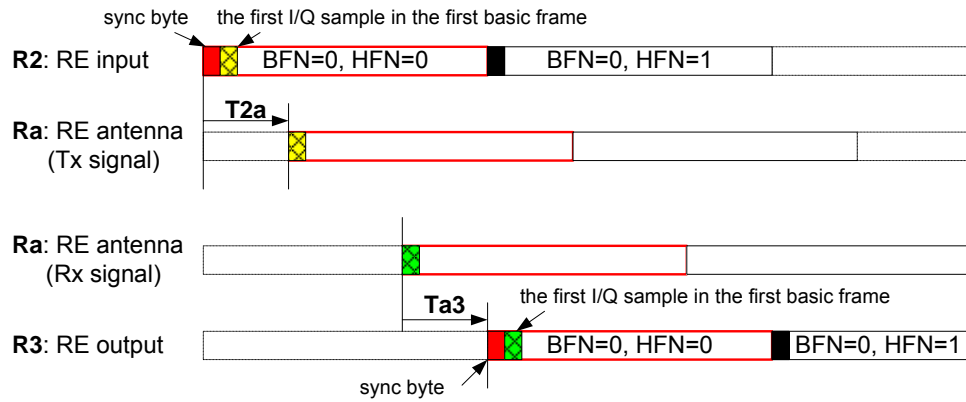 sync byte
the first I/Q sample in the first basic frame
R2: RE input
BFN=0, HFN=0
BFN=0, HFN=1
T2a
Ra: RE antenna
(Tx signal)
Ra: RE antenna
(Rx signal)
Ta3
the first I/Q sample in the first basic frame
R3: RE output
BFN=0, HFN=0
BFN=0, HFN=1
sync byte